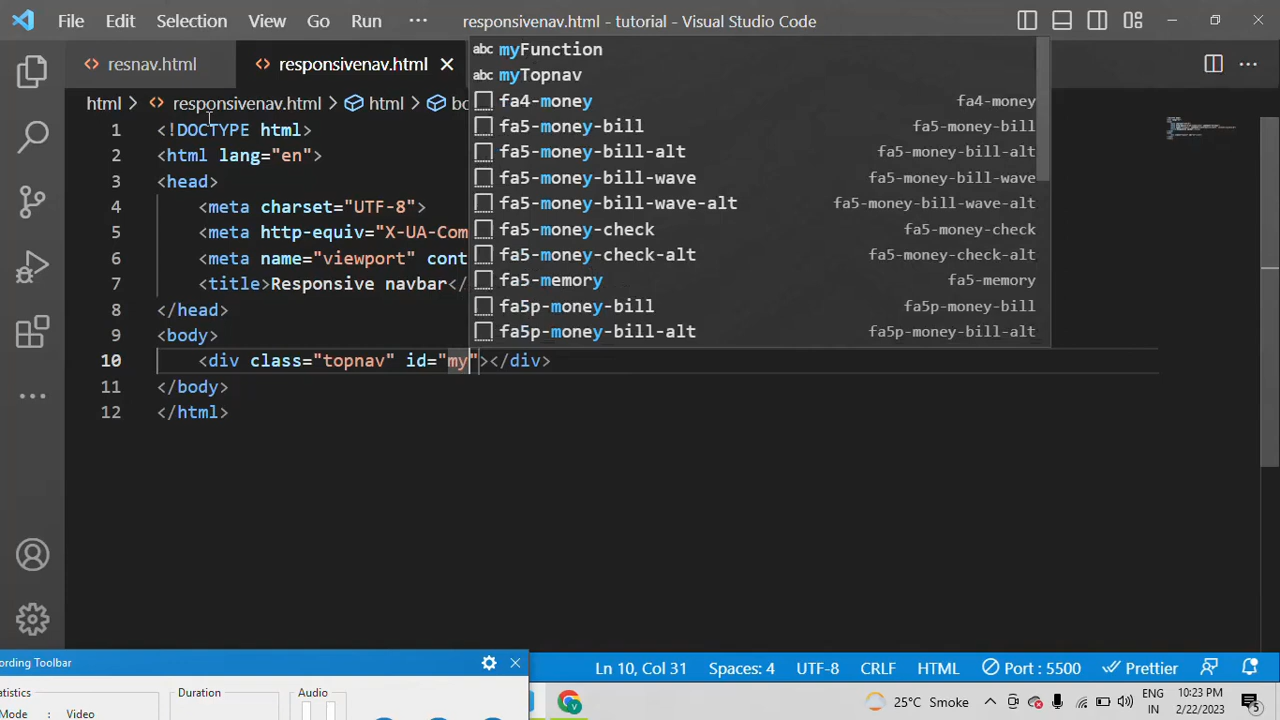 File Edit Selection View Go Run ··· responsivenav.html - tutorial - Visual Studio Code
resnav.html responsivenav.html
html > responsivenav.html > html >
1 <!DOCTYPE html>
2 <html lang="en">
3 <head>
4 <meta charset="UTF-8">
5 <meta http-equiv="X-UA-Com
6 <meta name="viewport" cont
7 <title>Responsive navbar</
8 </head>
9 <body>
10 <div class="topnav" id="my"></div>
11 </body>
12 </html>
abc myFunction
abc myTopnav
fa4-money fa4-money
fa5-money-bill fa5-money-bill
fa5-money-bill-alt fa5-money-bill-alt
fa5-money-bill-wave fa5-money-bill-wave
fa5-money-bill-wave-alt fa5-money-bill-wave-alt
fa5-money-check fa5-money-check
fa5-money-check-alt fa5-money-check-alt
fa5-memory fa5-memory
fa5p-money-bill fa5p-money-bill
fa5p-money-bill-alt fa5p-money-bill-alt
Ln 10, Col 31 Spaces: 4 UTF-8 CRLF HTML Port : 5500 Prettier
ording Toolbar
tatistics Duration Audio
Mode : Video
25°C Smoke
ENG
IN
10:23 PM
2/22/2023
5